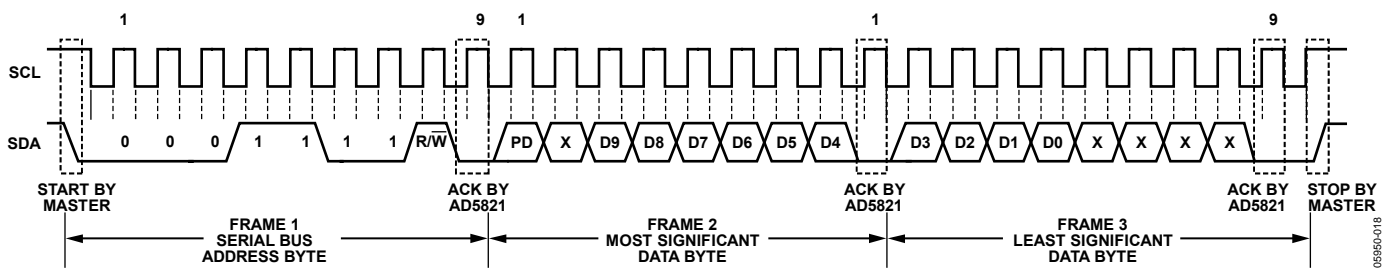 1 9 1 1 9
SCL
SDA 0 0 0 1 1 1 1 R/W PD X D9 D8 D7 D6 D5 D4 D3 D2 D1 D0 X X X X
START BY MASTER
ACK BY AD5821
ACK BY AD5821
ACK BY AD5821
STOP BY MASTER
FRAME 1
SERIAL BUS
ADDRESS BYTE
FRAME 2
MOST SIGNIFICANT
DATA BYTE
FRAME 3
LEAST SIGNIFICANT
DATA BYTE
05950-018